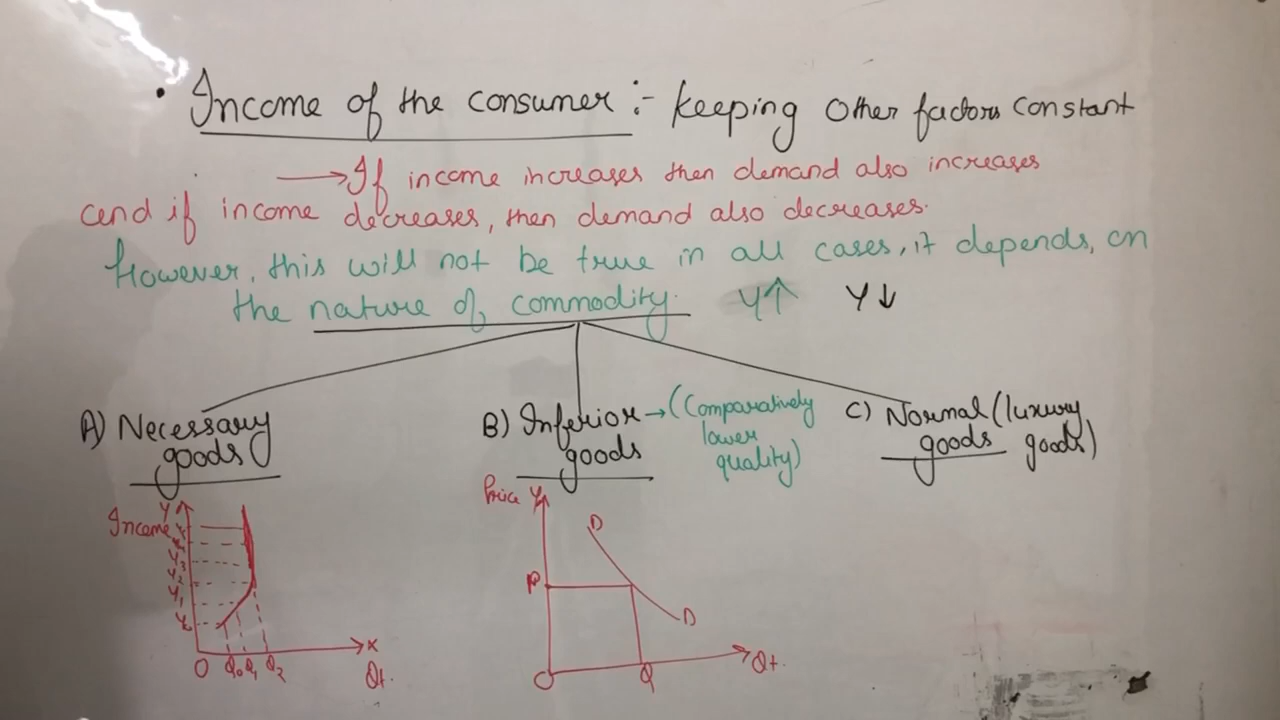 • Income of the consumer :- keeping other factors constant
→ If income increases then demand also increases
and if income decreases, then demand also decreases.
However, this will not be true in all cases, it depends, on
the nature of commodity. Y↑ Y↓
A) Necessary
goods
B) Inferior → (Comparatively
lower
quality)
goods
C) Normal (luxury
goods goods)
Y
Income
Y3
Y2
Y1
Y0
O Q0 Q1 Q2
X
Qt.
Price Y
P
D
D
O Q
Qt.